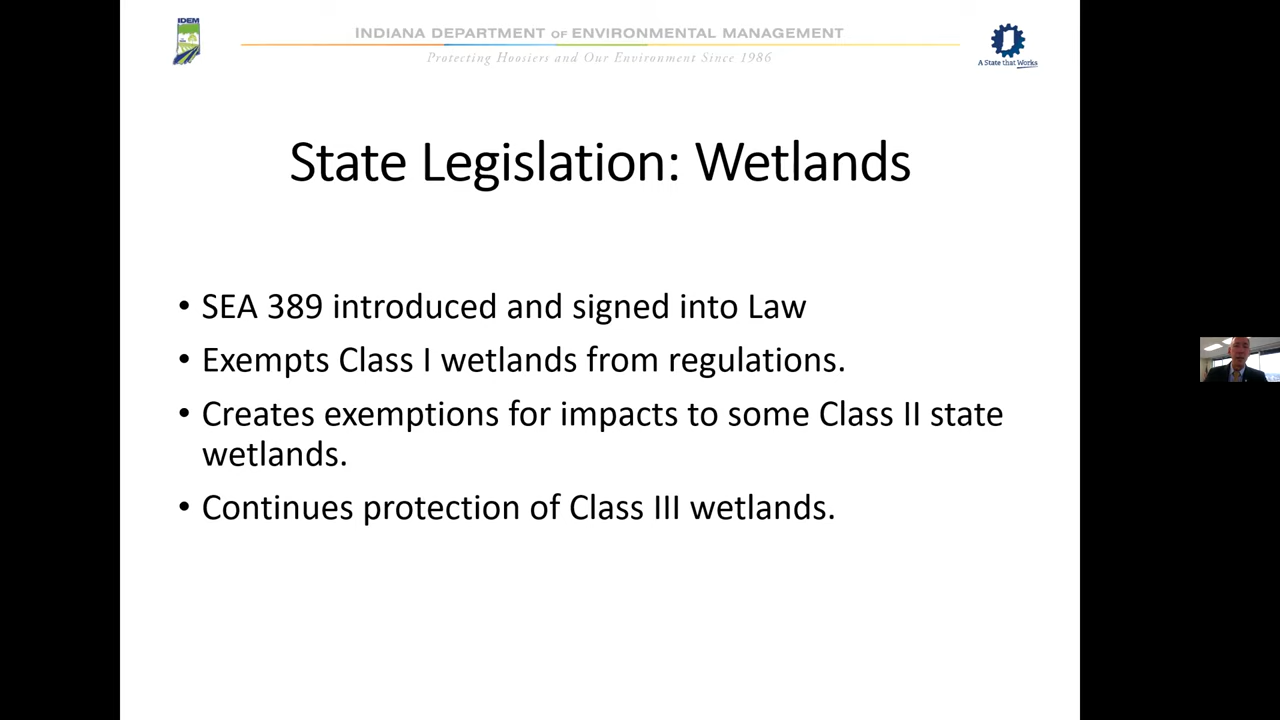 IDEM
INDIANA DEPARTMENT OF ENVIRONMENTAL MANAGEMENT
Protecting Hoosiers and Our Environment Since 1986
A State that Works
State Legislation: Wetlands
• SEA 389 introduced and signed into Law
• Exempts Class I wetlands from regulations.
• Creates exemptions for impacts to some Class II state
wetlands.
• Continues protection of Class III wetlands.